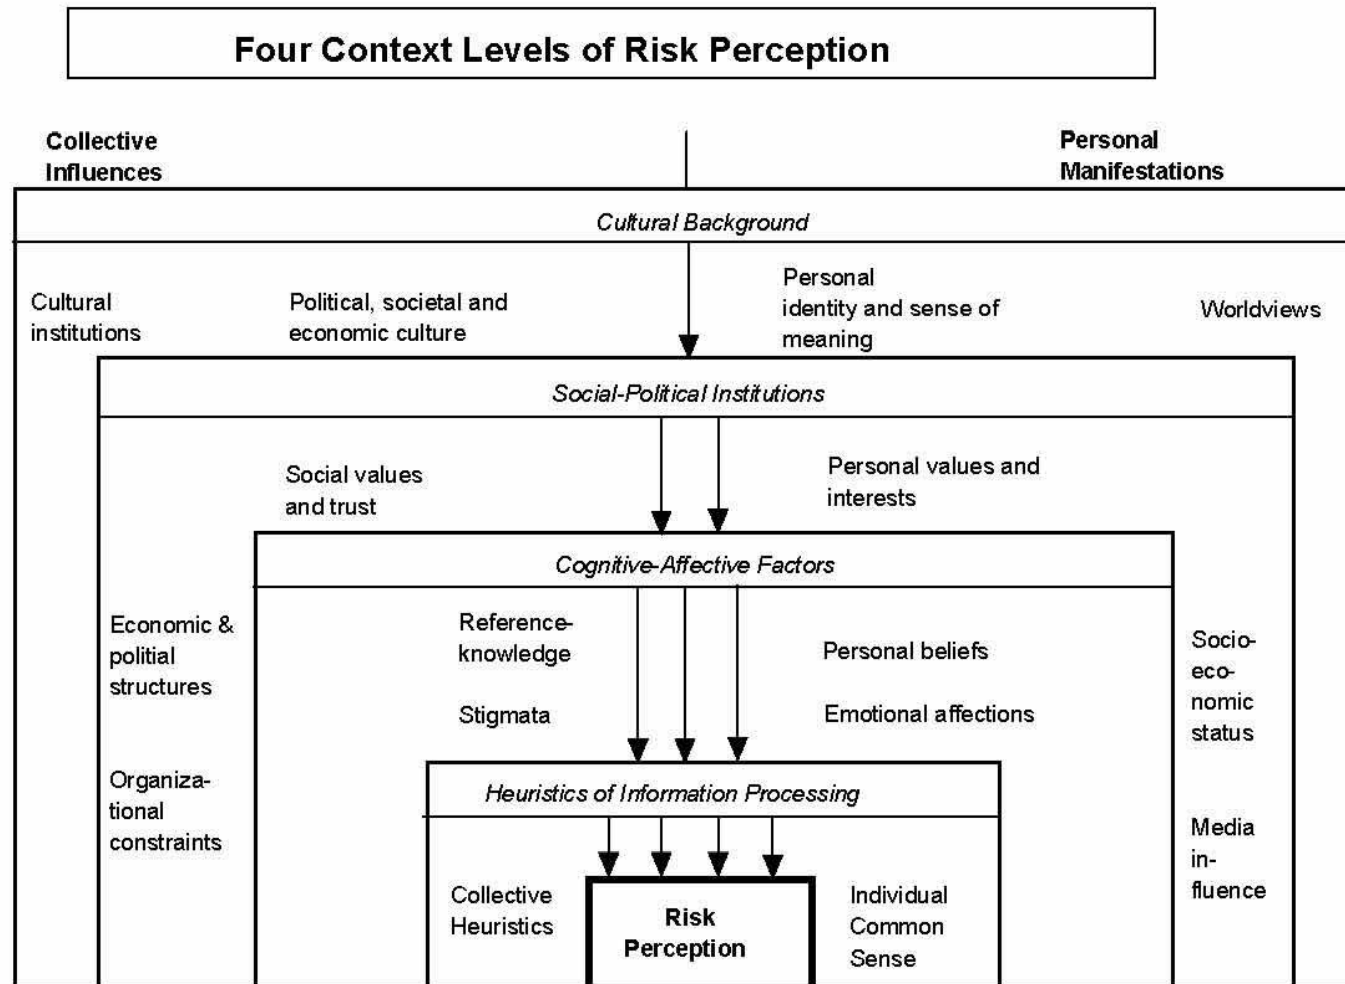 Four Context Levels of Risk Perception
Collective
Influences
Personal
Manifestations
Cultural Background
Cultural
institutions
Political, societal and
economic culture
Personal
identity and sense of
meaning
Worldviews
Social-Political Institutions
Social values
and trust
Personal values and
interests
Cognitive-Affective Factors
Economic &
politial
structures
Organiza-
tional
constraints
Reference-
knowledge
Stigmata
Personal beliefs
Emotional affections
Socio-
eco-
nomic
status
Media
in-
fluence
Heuristics of Information Processing
Collective
Heuristics
Risk
Perception
Individual
Common
Sense